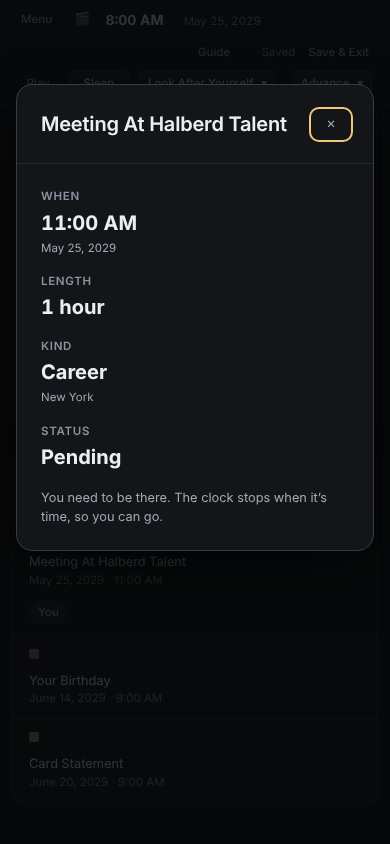 Menu 8:00 AM May 25, 2029
Guide Saved Save & Exit
Play Sleep Look After Yourself Advance
Meeting At Halberd Talent ×
WHEN
11:00 AM
May 25, 2029
LENGTH
1 hour
KIND
Career
New York
STATUS
Pending
You need to be there. The clock stops when it’s
time, so you can go.
Meeting At Halberd Talent
May 25, 2029 · 11:00 AM
You
Your Birthday
June 14, 2029 · 9:00 AM
Card Statement
June 20, 2029 · 9:00 AM